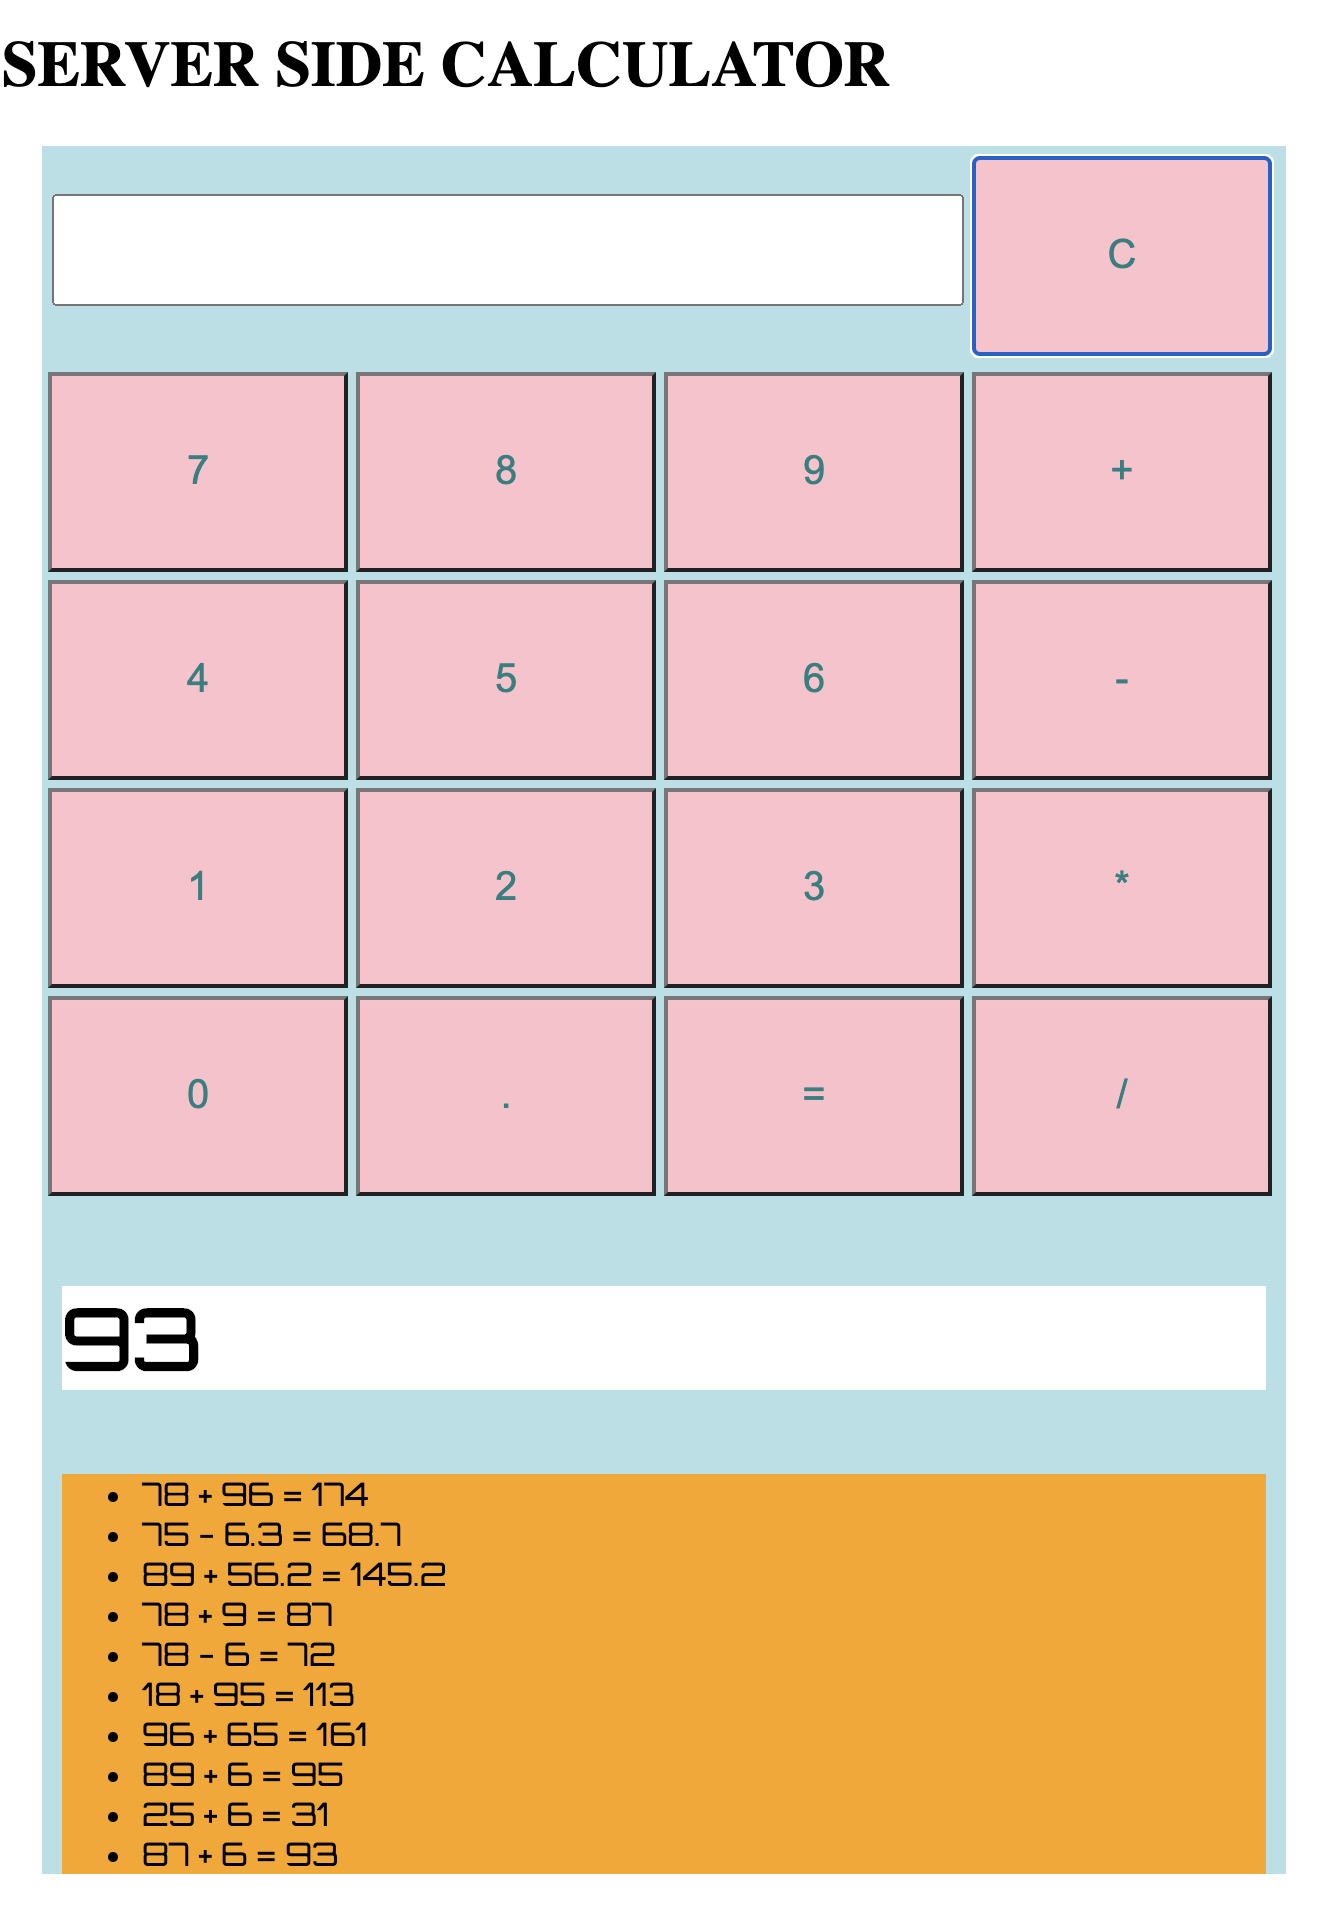 SERVER SIDE CALCULATOR
C
7 8 9 +
4 5 6 -
1 2 3 *
0 . = /
93
78 + 96 = 174
75 - 6.3 = 68.7
89 + 56.2 = 145.2
78 + 9 = 87
78 - 6 = 72
18 + 95 = 113
96 + 65 = 161
89 + 6 = 95
25 + 6 = 31
87 + 6 = 93